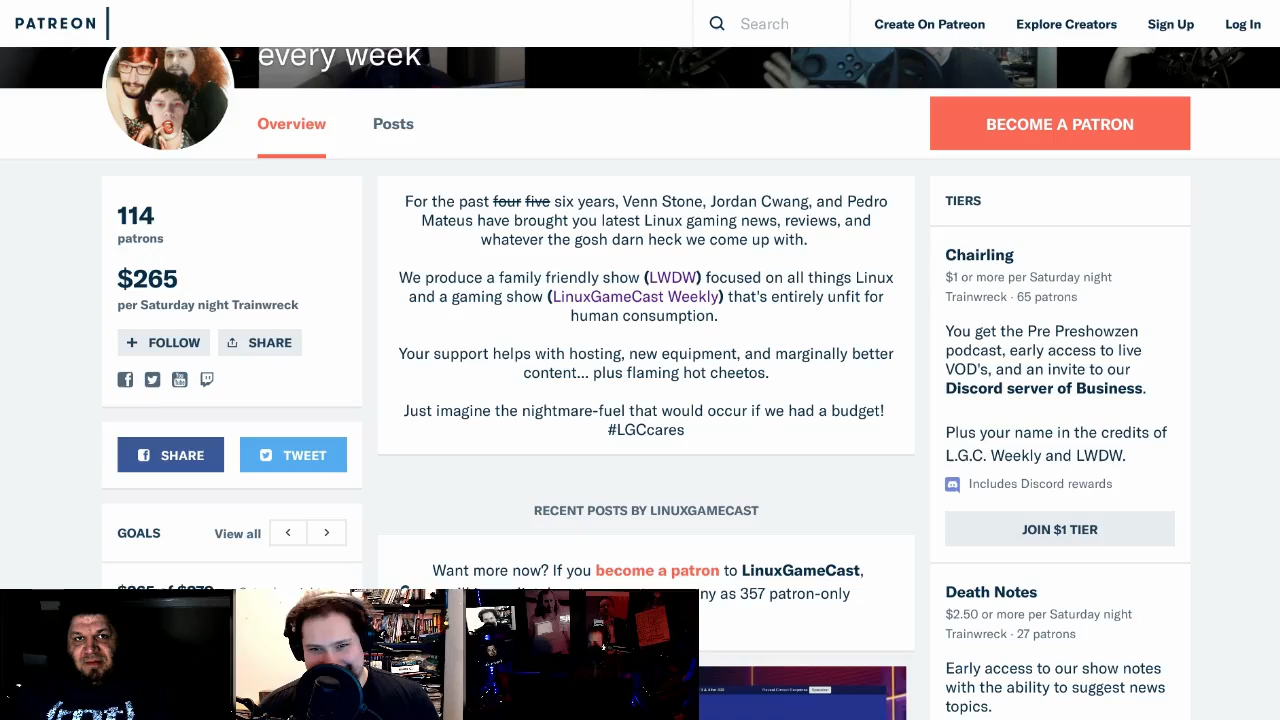 PATREON
Search
Create On Patreon
Explore Creators
Sign Up
Log In
every week
Overview
Posts
BECOME A PATRON
114
patrons
$265
per Saturday night Trainwreck
FOLLOW
SHARE
SHARE
TWEET
GOALS
View all
For the past four five six years, Venn Stone, Jordan Cwang, and Pedro
Mateus have brought you latest Linux gaming news, reviews, and
whatever the gosh darn heck we come up with.
We produce a family friendly show (LWDW) focused on all things Linux
and a gaming show (LinuxGameCast Weekly) that's entirely unfit for
human consumption.
Your support helps with hosting, new equipment, and marginally better
content... plus flaming hot cheetos.
Just imagine the nightmare-fuel that would occur if we had a budget!
#LGCcares
RECENT POSTS BY LINUXGAMECAST
Want more now? If you become a patron to LinuxGameCast,
as 357 patron-only
TIERS
Chairling
$1 or more per Saturday night
Trainwreck · 65 patrons
You get the Pre Preshowzen
podcast, early access to live
VOD's, and an invite to our
Discord server of Business.
Plus your name in the credits of
L.G.C. Weekly and LWDW.
Includes Discord rewards
JOIN $1 TIER
Death Notes
$2.50 or more per Saturday night
Trainwreck · 27 patrons
Early access to our show notes
with the ability to suggest news
topics.